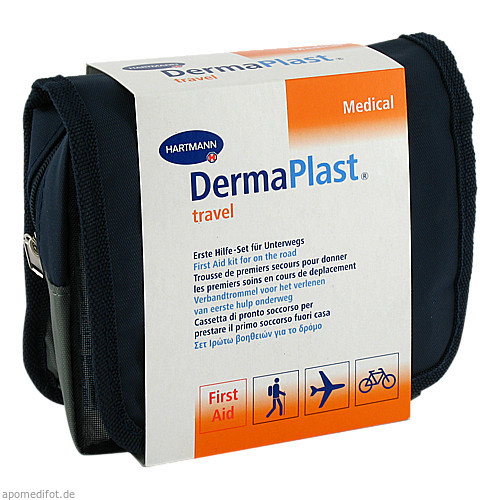 HARTMANN
DermaPlast®
travel
Medical
HARTMANN
DermaPlast®
travel
Erste Hilfe-Set für Unterwegs
First Aid kit for on the road
Trousse de premiers secours pour donner
les premiers soins en cours de deplacement
Verbandtrommel voor het verlenen
van eerste hulp onderweg
Cassetta di pronto soccorso per
prestare il primo soccorso fuori casa
Σετ Ιρώτω βοηθειών για το δρόμο
First
Aid
apomedifot.de